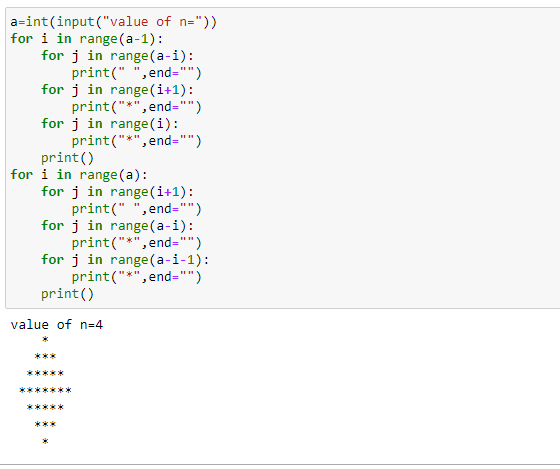 a=int(input("value of n="))
for i in range(a-1):
    for j in range(a-i):
        print(" ",end="")
    for j in range(i+1):
        print("*",end="")
    for j in range(i):
        print("*",end="")
    print()
for i in range(a):
    for j in range(i+1):
        print(" ",end="")
    for j in range(a-i):
        print("*",end="")
    for j in range(a-i-1):
        print("*",end="")
    print()
value of n=4
    *
   ***
  *****
 *******
  *****
   ***
    *